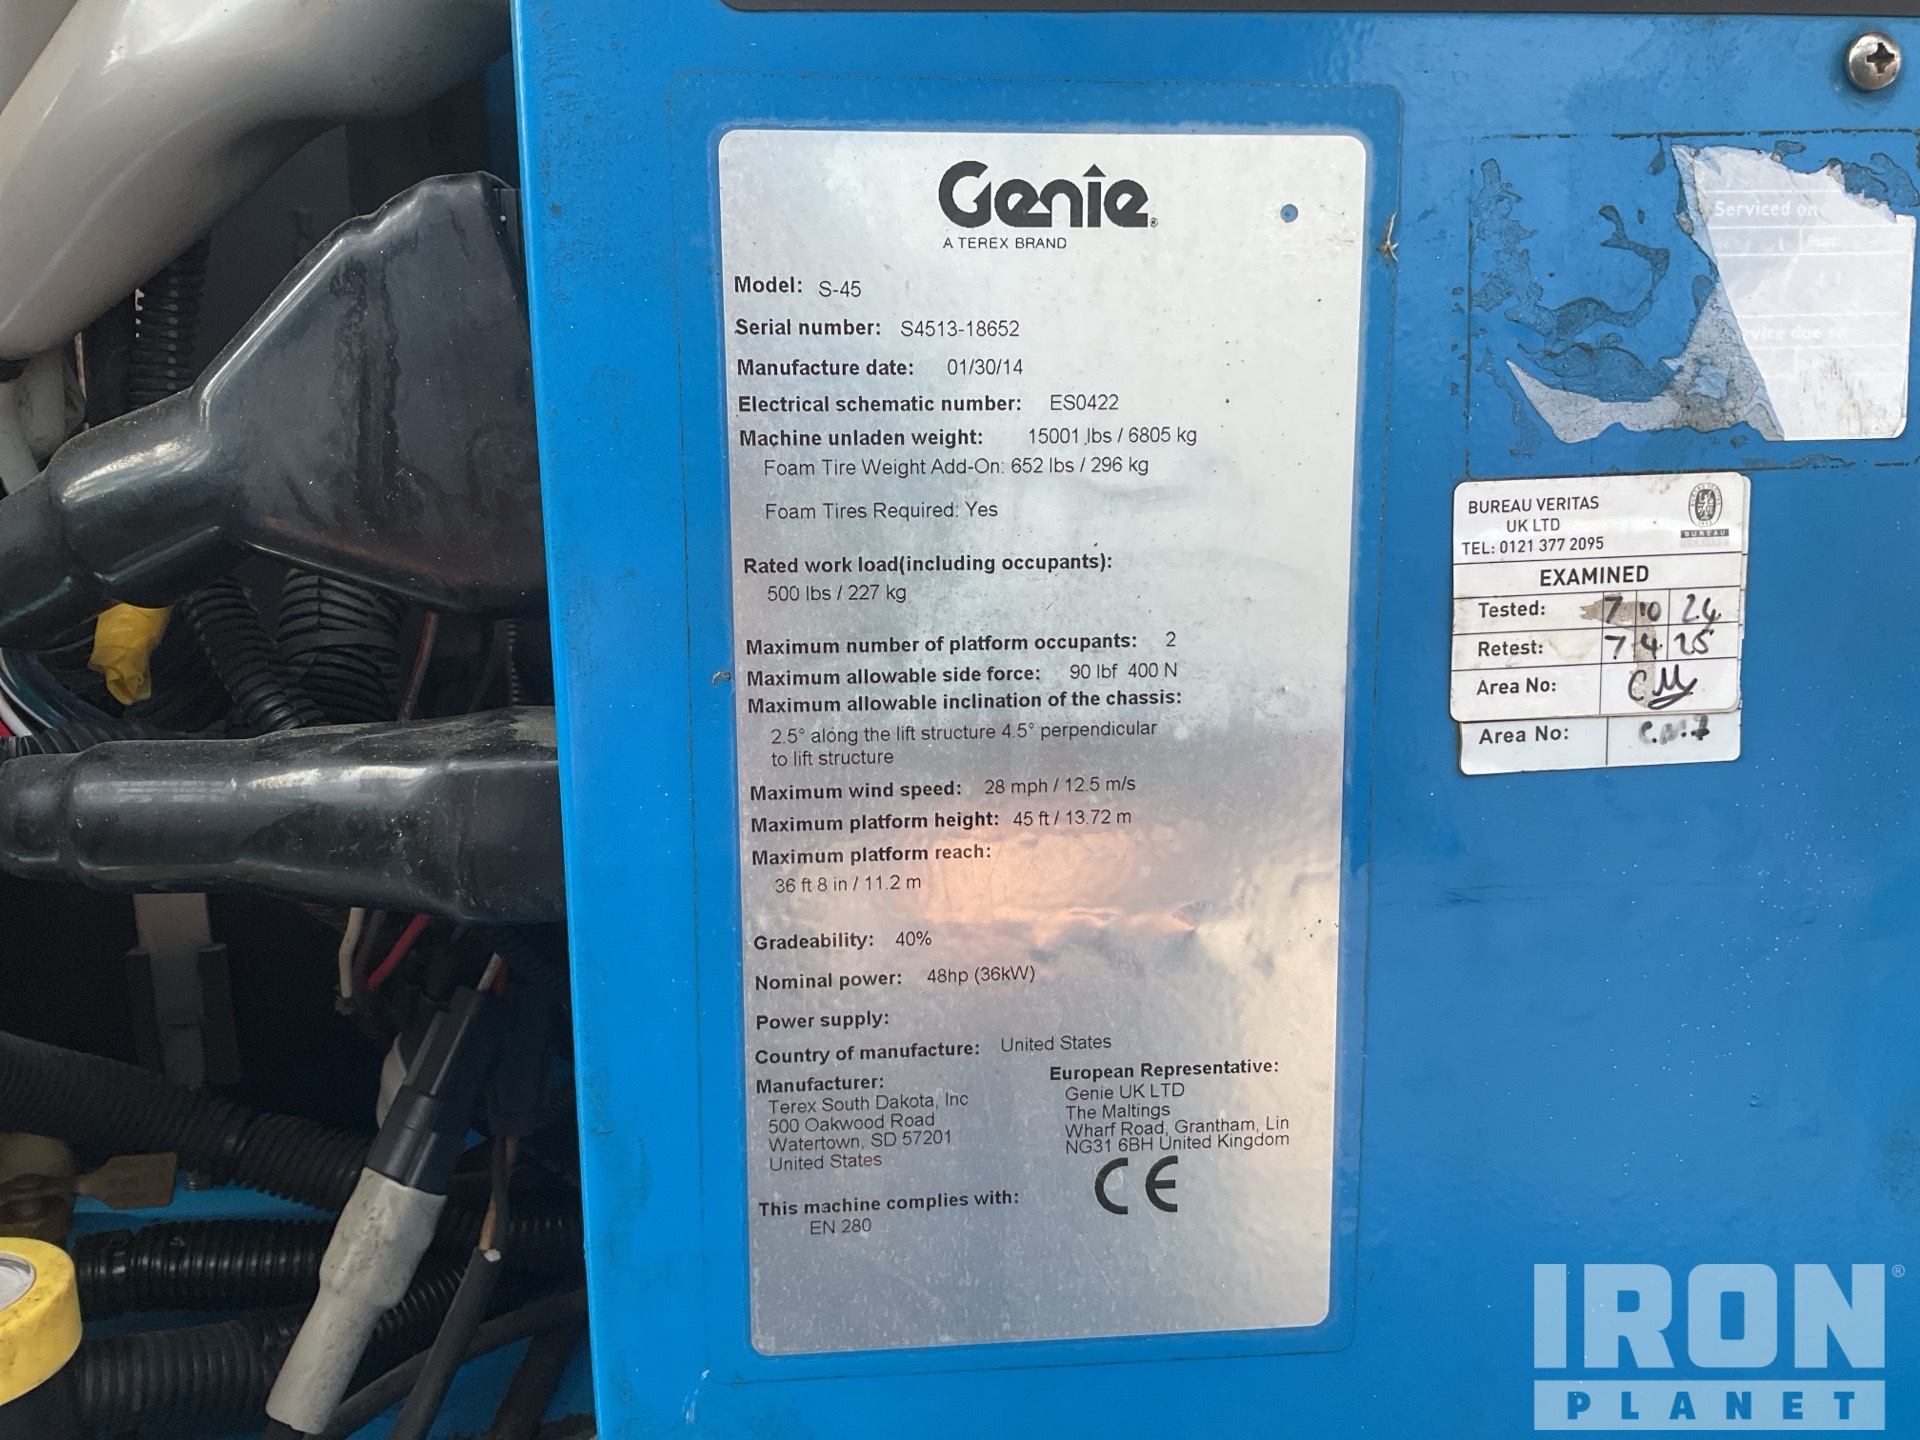 Genie®
A TEREX BRAND
Model: S-45
Serial number: S4513-18652
Manufacture date: 01/30/14
Electrical schematic number: ES0422
Machine unladen weight: 15001 lbs / 6805 kg
Foam Tire Weight Add-On: 652 lbs / 296 kg
Foam Tires Required: Yes
Rated work load(including occupants):
500 lbs / 227 kg
Maximum number of platform occupants: 2
Maximum allowable side force: 90 lbf 400 N
Maximum allowable inclination of the chassis:
2.5° along the lift structure 4.5° perpendicular
to lift structure
Maximum wind speed: 28 mph / 12.5 m/s
Maximum platform height: 45 ft / 13.72 m
Maximum platform reach:
36 ft 8 in / 11.2 m
Gradeability: 40%
Nominal power: 48hp (36kW)
Power supply:
Country of manufacture: United States
Manufacturer:
Terex South Dakota, Inc
500 Oakwood Road
Watertown, SD 57201
United States
European Representative:
Genie UK LTD
The Maltings
Wharf Road, Grantham, Lin
NG31 6BH United Kingdom
CE
This machine complies with:
EN 280
Serviced on
due
BUREAU VERITAS
UK LTD
TEL: 0121 377 2095
BUREAU
EXAMINED
Tested: 7 10 24
Retest: 7 4 25
Area No: CM
Area No:
IRON®
PLANET